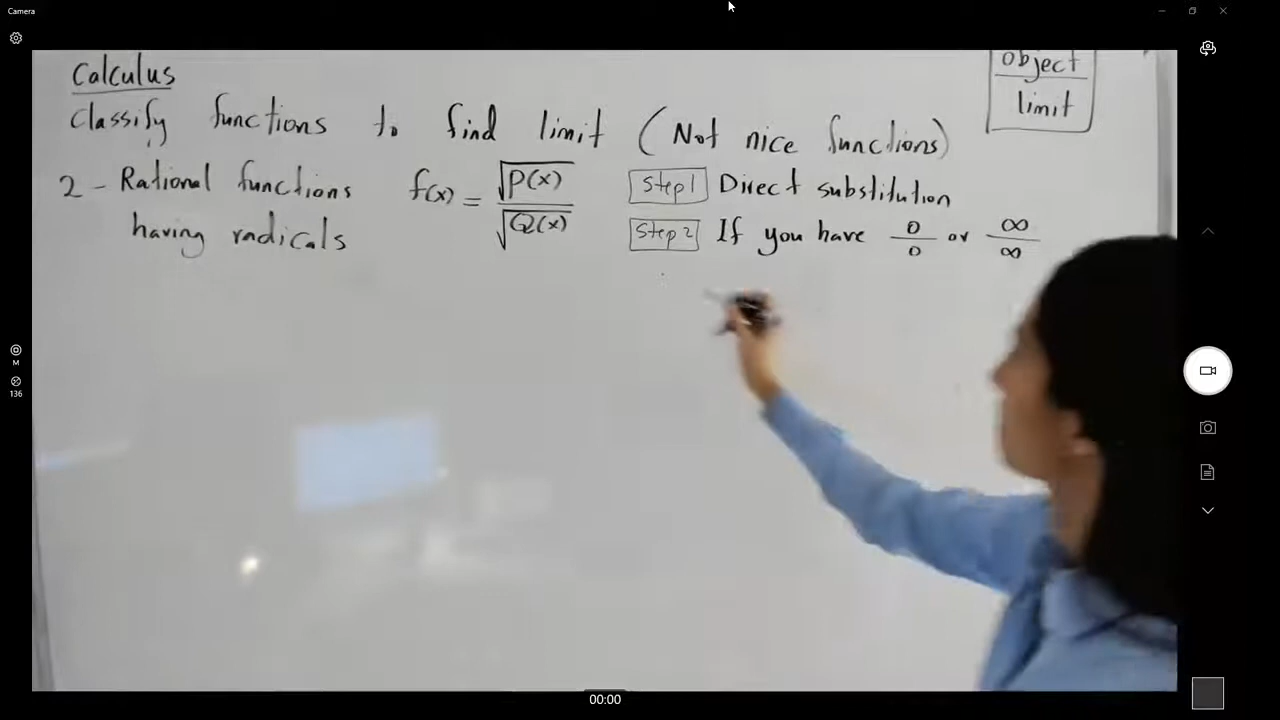 Camera
Calculus
object
limit
Classify functions to find limit (Not nice functions)
2 - Rational functions f(x) = √P(x) / √Q(x)
having radicals
Step 1 Direct substitution
Step 2 If you have 0/0 or ∞/∞
M
136
00:00